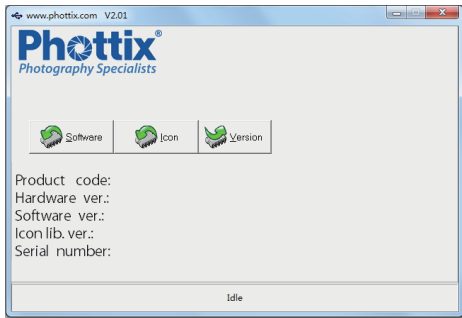 www.phottix.com V2.01
Phottix®
Photography Specialists
Software Icon Version
Product code:
Hardware ver.:
Software ver.:
Icon lib. ver.:
Serial number:
Idle